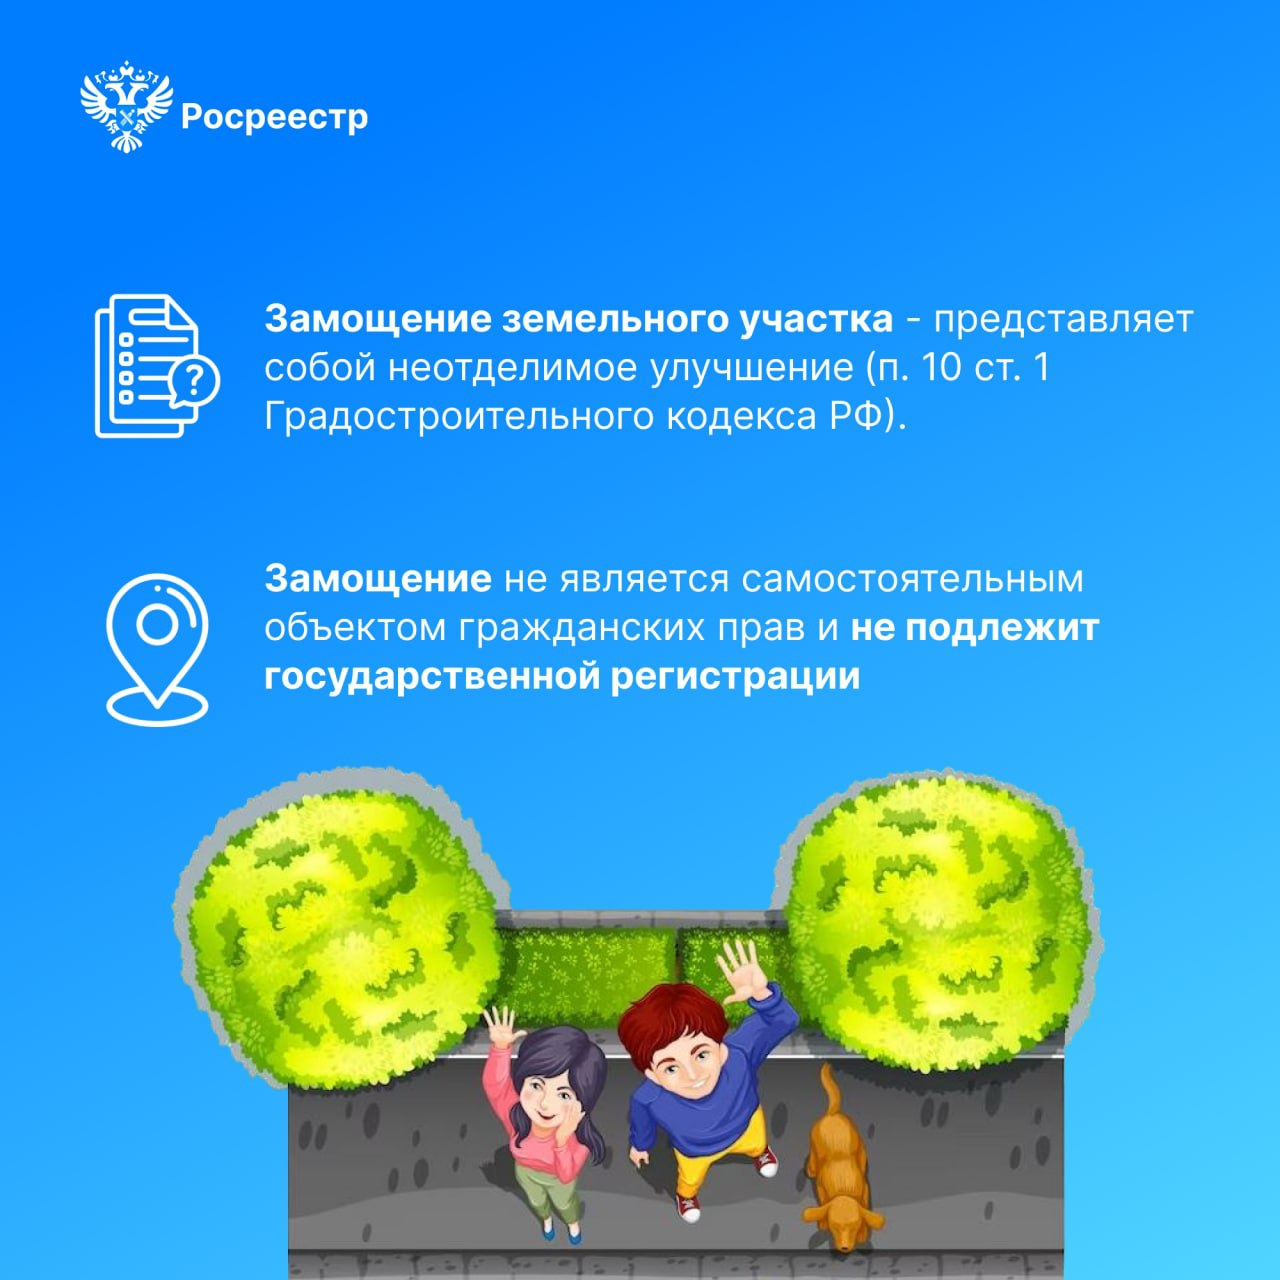 Росреестр
Замощение земельного участка - представляет
собой неотделимое улучшение (п. 10 ст. 1
Градостроительного кодекса РФ).
Замощение не является самостоятельным
объектом гражданских прав и не подлежит
государственной регистрации